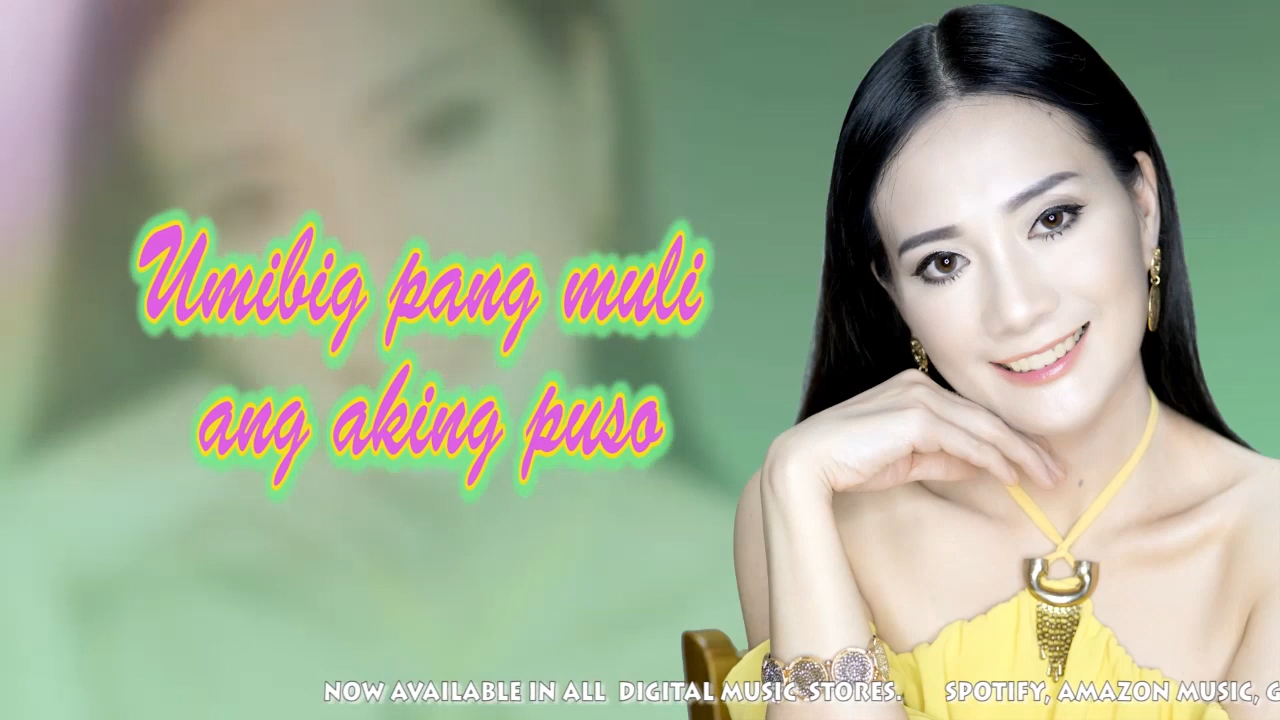 Umibig pang muli
ang aking puso
NOW AVAILABLE IN ALL DIGITAL MUSIC STORES. SPOTIFY, AMAZON MUSIC, G